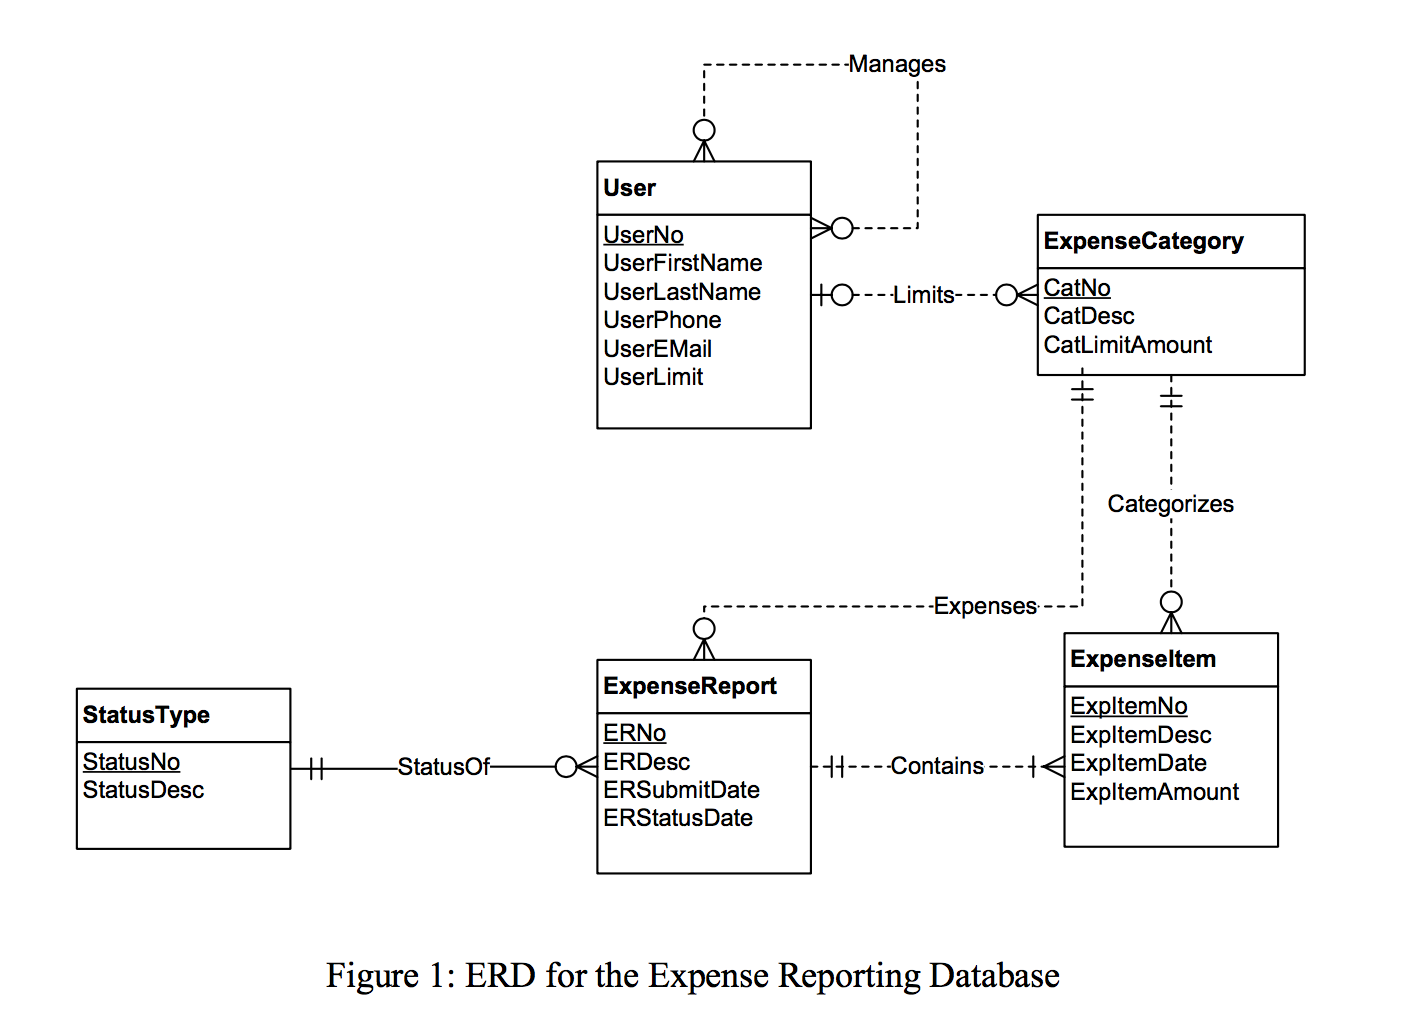 Manages
User
UserNo
UserFirstName
UserLastName
UserPhone
UserEMail
UserLimit
Limits
ExpenseCategory
CatNo
CatDesc
CatLimitAmount
Categorizes
Expenses
StatusType
StatusNo
StatusDesc
StatusOf
ExpenseReport
ERNo
ERDesc
ERSubmitDate
ERStatusDate
Contains
ExpenseItem
ExpItemNo
ExpItemDesc
ExpItemDate
ExpItemAmount
Figure 1: ERD for the Expense Reporting Database